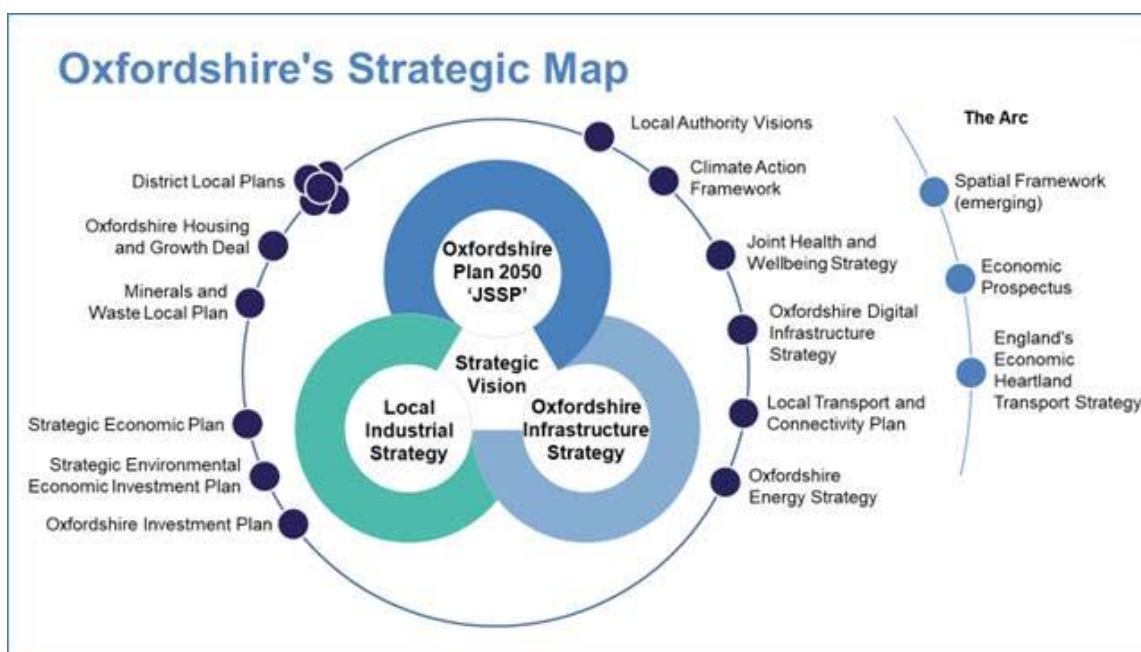 Oxfordshire's Strategic Map
District Local Plans
Oxfordshire Housing
and Growth Deal
Minerals and
Waste Local Plan
Strategic Economic Plan
Strategic Environmental
Economic Investment Plan
Oxfordshire Investment Plan
Oxfordshire
Plan 2050
‘JSSP’
Strategic
Vision
Local
Industrial
Strategy
Oxfordshire
Infrastructure
Strategy
Local Authority Visions
Climate Action
Framework
Joint Health and
Wellbeing Strategy
Oxfordshire Digital
Infrastructure
Strategy
Local Transport and
Connectivity Plan
Oxfordshire
Energy Strategy
The Arc
Spatial Framework
(emerging)
Economic
Prospectus
England's
Economic
Heartland
Transport Strategy